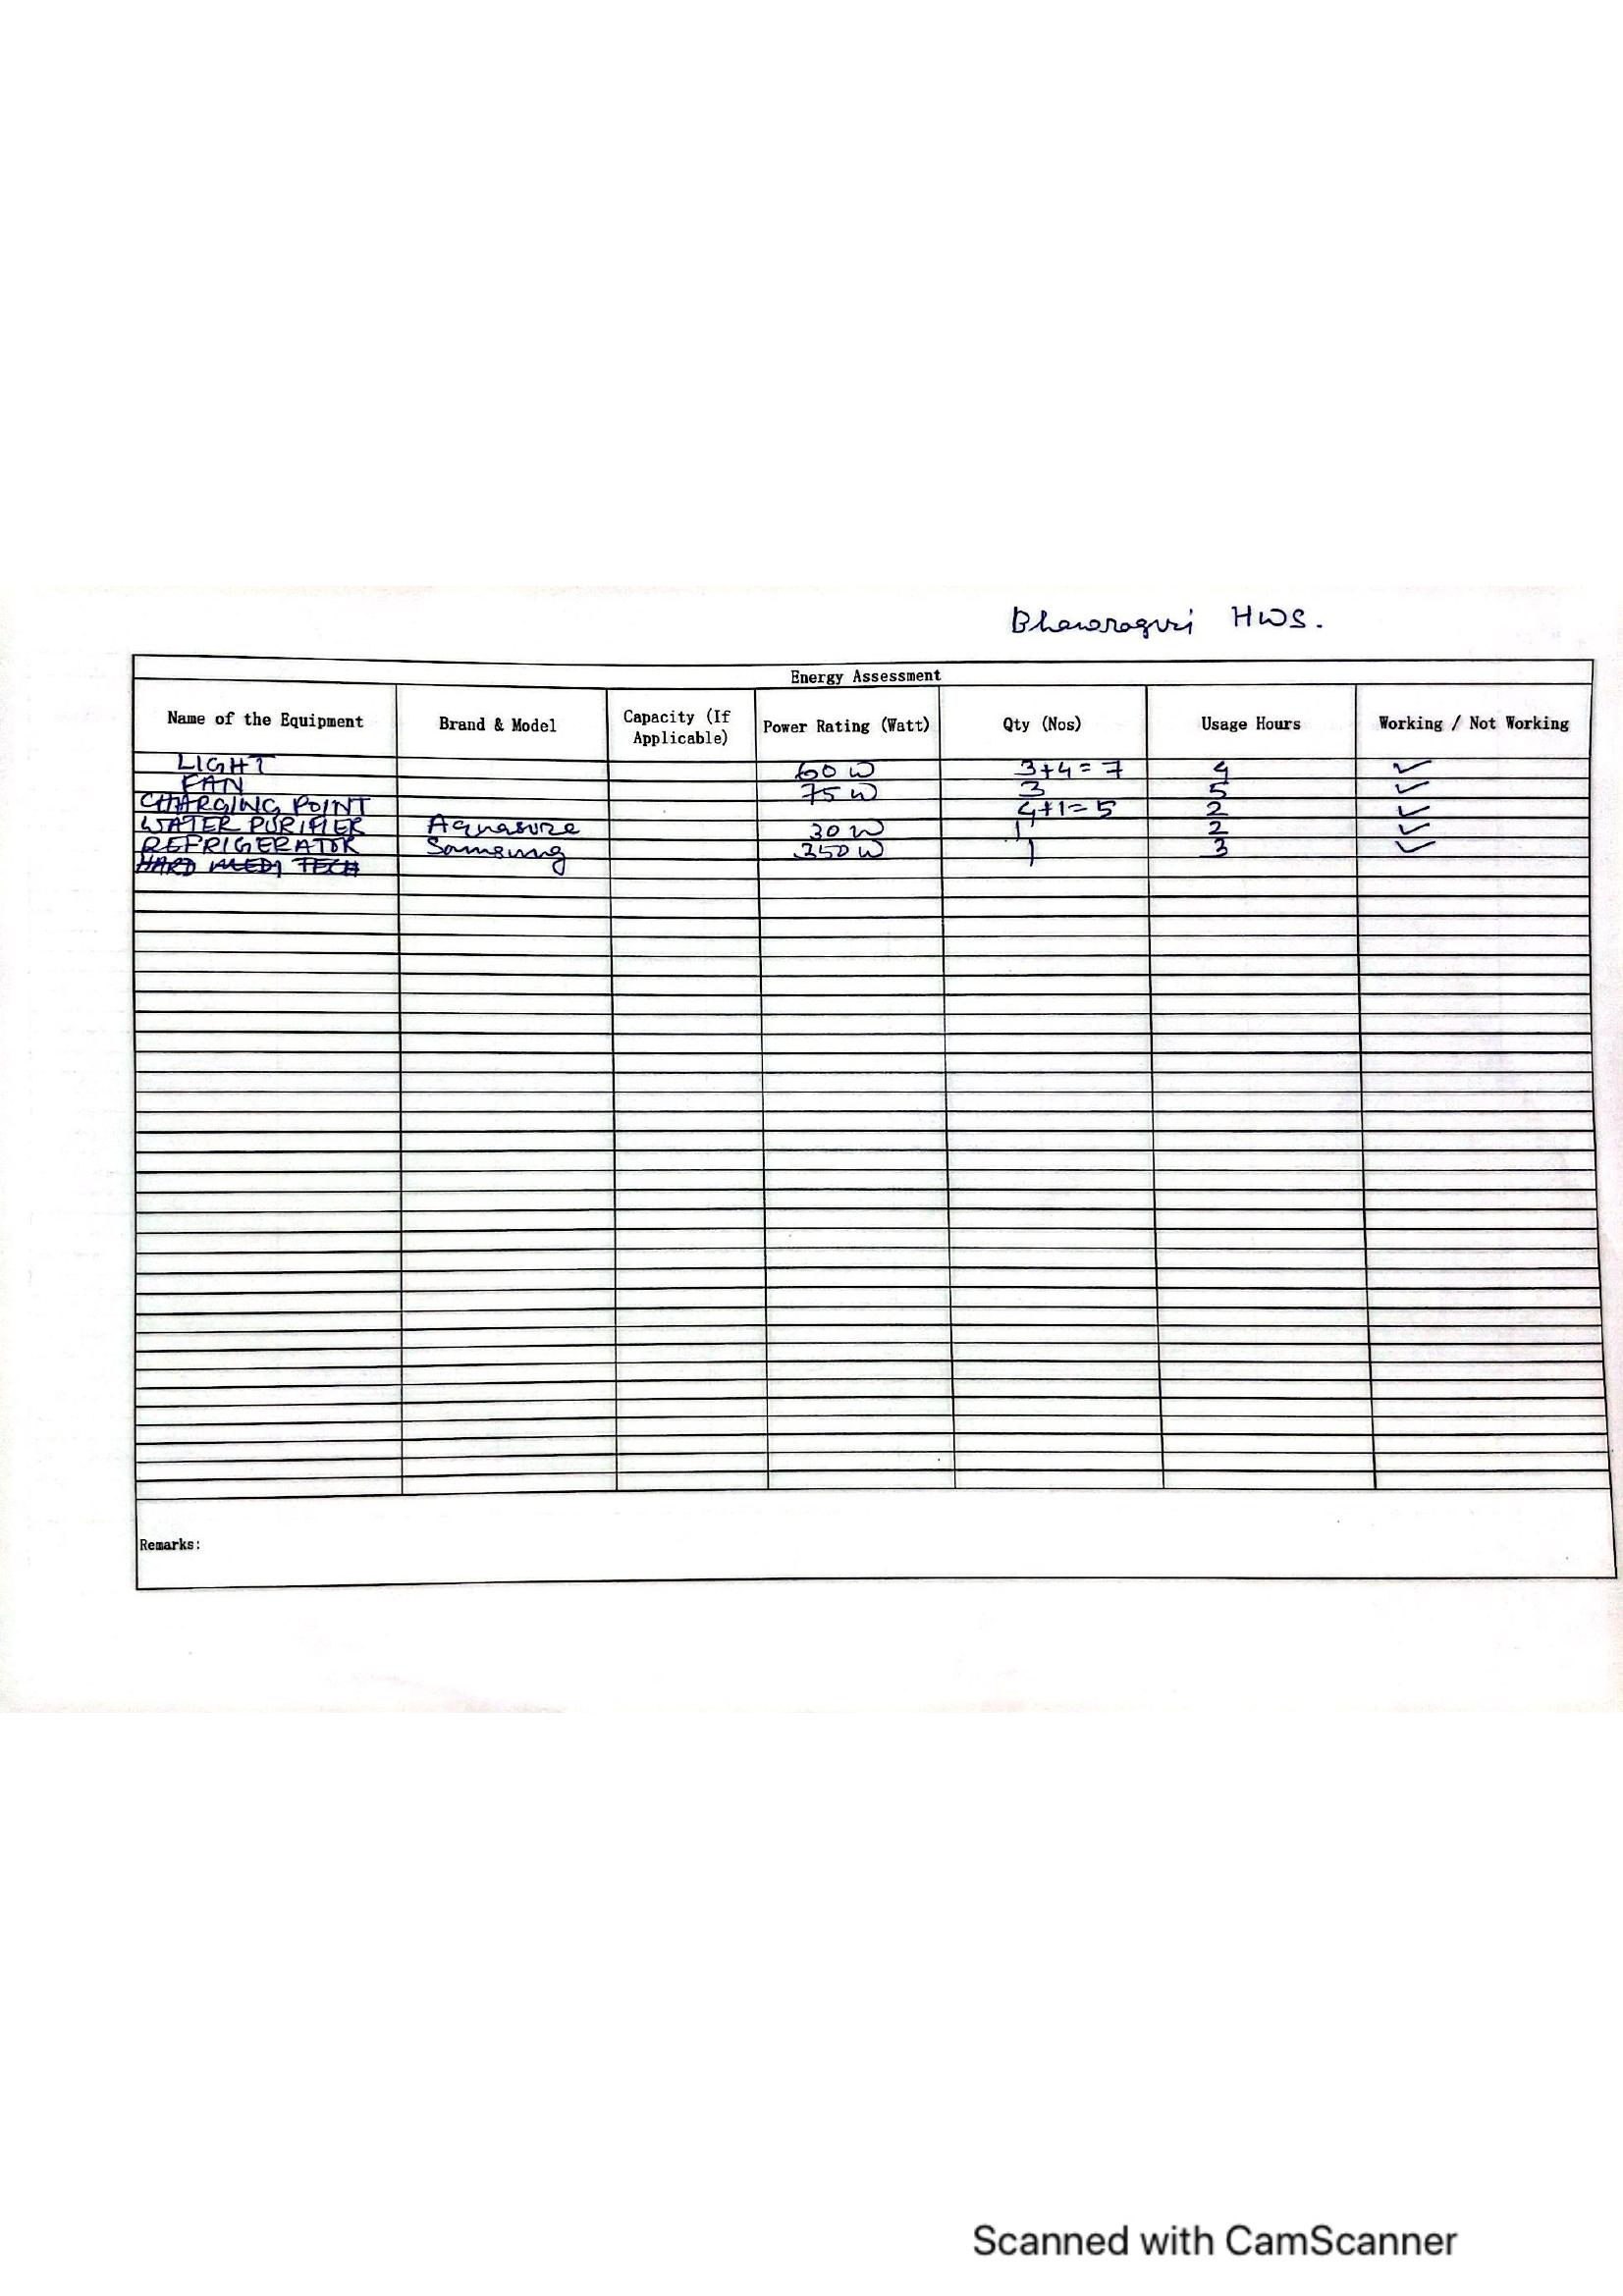 Bhawraguri HWS.
Energy Assessment
Name of the Equipment Brand & Model Capacity (If Applicable) Power Rating (Watt) Qty (Nos) Usage Hours Working / Not Working
LIGHT 60 W 3+4=7 4 ✓
FAN 75 W 3 5 ✓
CHARGING POINT 4+1=5 2 ✓
WATER PURIFIER Aquasure 30 W 1 2 ✓
REFRIGERATOR Samsung 350 W 1 3 ✓
HARD MEDI TECH
Remarks:
Scanned with CamScanner